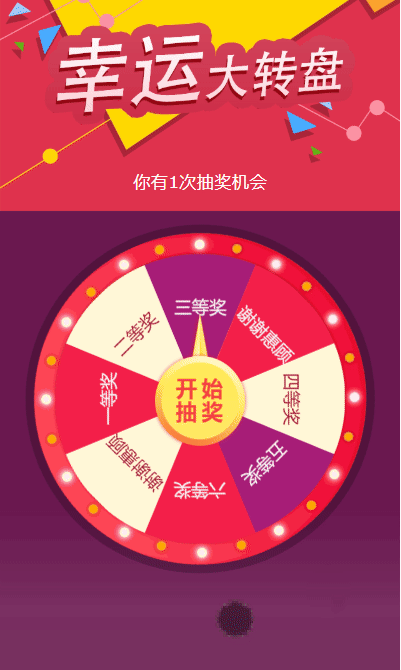 幸运大转盘
你有1次抽奖机会
三等奖
谢谢惠顾
四等奖
五等奖
六等奖
谢谢惠顾
一等奖
二等奖
开始
抽奖